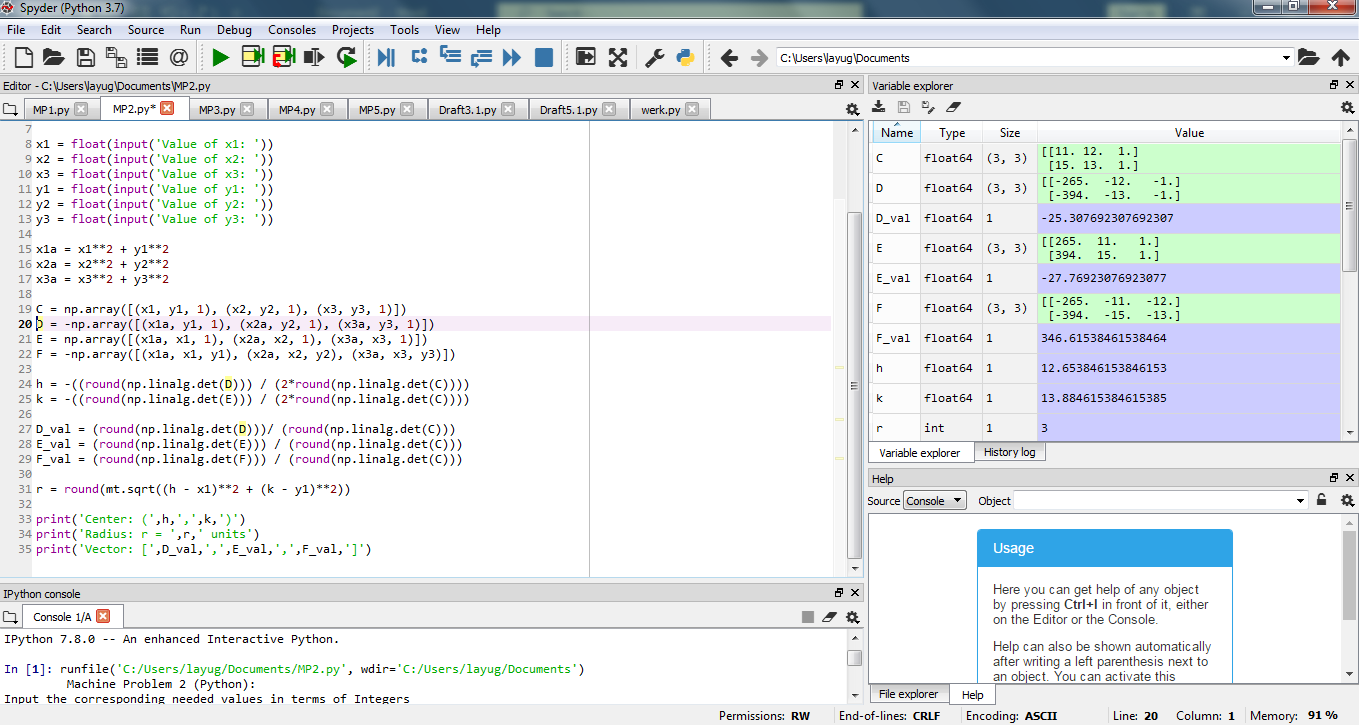 Spyder (Python 3.7)
File Edit Search Source Run Debug Consoles Projects Tools View Help
C:\Users\layug\Documents
Editor - C:\Users\layug\Documents\MP2.py
MP1.py MP2.py* MP3.py MP4.py MP5.py Draft3.1.py Draft5.1.py werk.py
7
8 x1 = float(input('Value of x1: '))
9 x2 = float(input('Value of x2: '))
10 x3 = float(input('Value of x3: '))
11 y1 = float(input('Value of y1: '))
12 y2 = float(input('Value of y2: '))
13 y3 = float(input('Value of y3: '))
14
15 x1a = x1**2 + y1**2
16 x2a = x2**2 + y2**2
17 x3a = x3**2 + y3**2
18
19 C = np.array([(x1, y1, 1), (x2, y2, 1), (x3, y3, 1)])
20 D = -np.array([(x1a, y1, 1), (x2a, y2, 1), (x3a, y3, 1)])
21 E = np.array([(x1a, x1, 1), (x2a, x2, 1), (x3a, x3, 1)])
22 F = -np.array([(x1a, x1, y1), (x2a, x2, y2), (x3a, x3, y3)])
23
24 h = -((round(np.linalg.det(D))) / (2*round(np.linalg.det(C))))
25 k = -((round(np.linalg.det(E))) / (2*round(np.linalg.det(C))))
26
27 D_val = (round(np.linalg.det(D)))/ (round(np.linalg.det(C)))
28 E_val = (round(np.linalg.det(E))) / (round(np.linalg.det(C)))
29 F_val = (round(np.linalg.det(F))) / (round(np.linalg.det(C)))
30
31 r = round(mt.sqrt((h - x1)**2 + (k - y1)**2))
32
33 print('Center: (',h,',',k,')')
34 print('Radius: r = ',r,' units')
35 print('Vector: [',D_val,',',E_val,',',F_val,']')
IPython console
Console 1/A
IPython 7.8.0 -- An enhanced Interactive Python.
In [1]: runfile('C:/Users/layug/Documents/MP2.py', wdir='C:/Users/layug/Documents')
Machine Problem 2 (Python):
Input the corresponding needed values in terms of Integers
Variable explorer
Name Type Size Value
C float64 (3, 3) [[11. 12. 1.]
[15. 13. 1.]
D float64 (3, 3) [[-265. -12. -1.]
[-394. -13. -1.]
D_val float64 1 -25.307692307692307
E float64 (3, 3) [[265. 11. 1.]
[394. 15. 1.]
E_val float64 1 -27.76923076923077
F float64 (3, 3) [[-265. -11. -12.]
[-394. -15. -13.]
F_val float64 1 346.61538461538464
h float64 1 12.653846153846153
k float64 1 13.884615384615385
r int 1 3
Variable explorer History log
Help
Source Console Object
Usage
Here you can get help of any object
by pressing Ctrl+I in front of it, either
on the Editor or the Console.
Help can also be shown automatically
after writing a left parenthesis next to
an object. You can activate this
File explorer Help
Permissions: RW End-of-lines: CRLF Encoding: ASCII Line: 20 Column: 1 Memory: 91 %